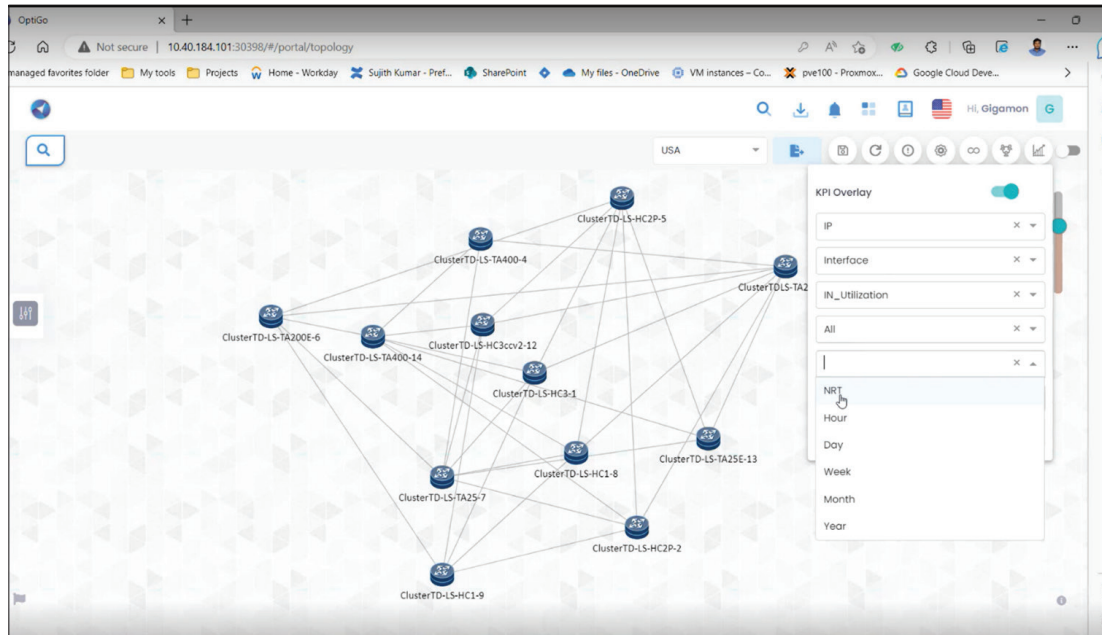 OptiGo
Not secure | 10.40.184.101:30398/#/portal/topology
managed favorites folder My tools Projects Home - Workday Sujith Kumar - Pref... SharePoint My files - OneDrive VM instances – Co... pve100 - Proxmox... Google Cloud Deve...
Hi, Gigamon G
USA
KPI Overlay
IP
Interface
IN_Utilization
All
NRT
Hour
Day
Week
Month
Year
ClusterTD-LS-HC2P-5
ClusterTD-LS-TA400-4
ClusterTDLS-TA2
ClusterTD-LS-TA200E-6
ClusterTD-LS-HC3ccv2-12
ClusterTD-LS-TA400-14
ClusterTD-LS-HC3-1
ClusterTD-LS-TA25E-13
ClusterTD-LS-HC1-8
ClusterTD-LS-TA25-7
ClusterTD-LS-HC2P-2
ClusterTD-LS-HC1-9